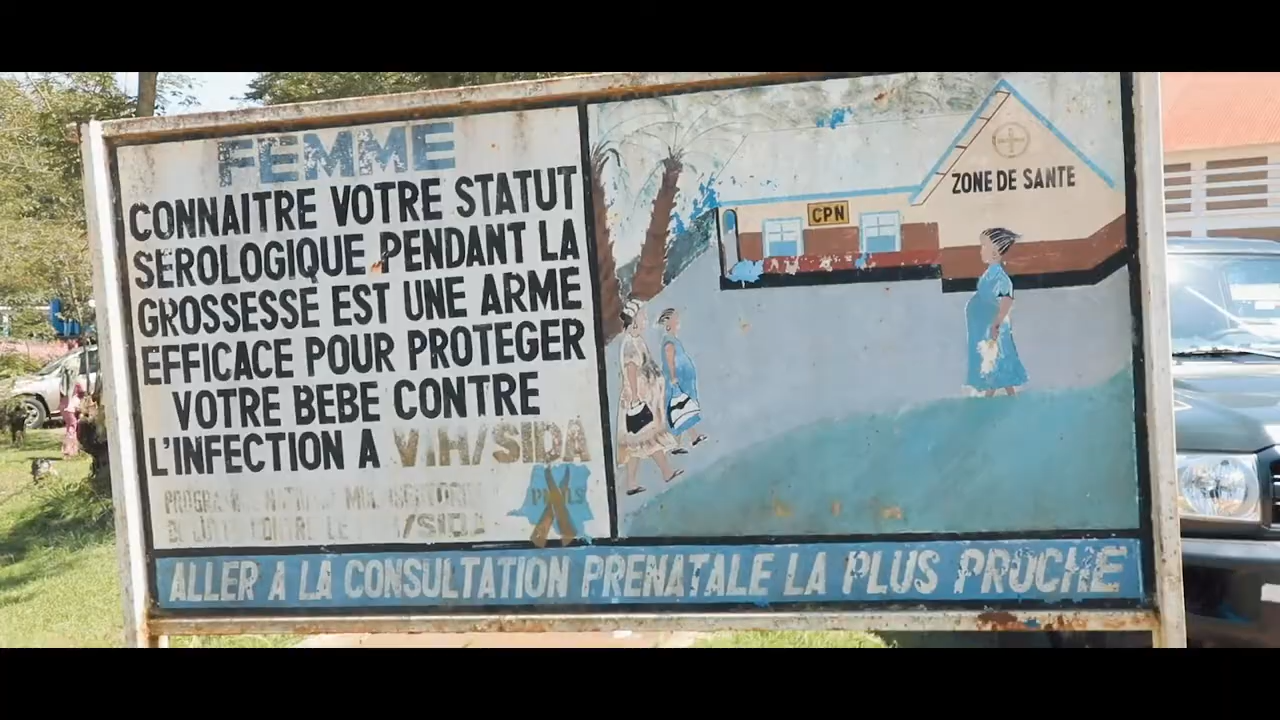 FEMME
CONNAITRE VOTRE STATUT
SEROLOGIQUE PENDANT LA
GROSSESSE EST UNE ARME
EFFICACE POUR PROTEGER
VOTRE BEBE CONTRE
L'INFECTION A V.I.H/SIDA
ZONE DE SANTE
CPN
ALLER A LA CONSULTATION PRENATALE LA PLUS PROCHE